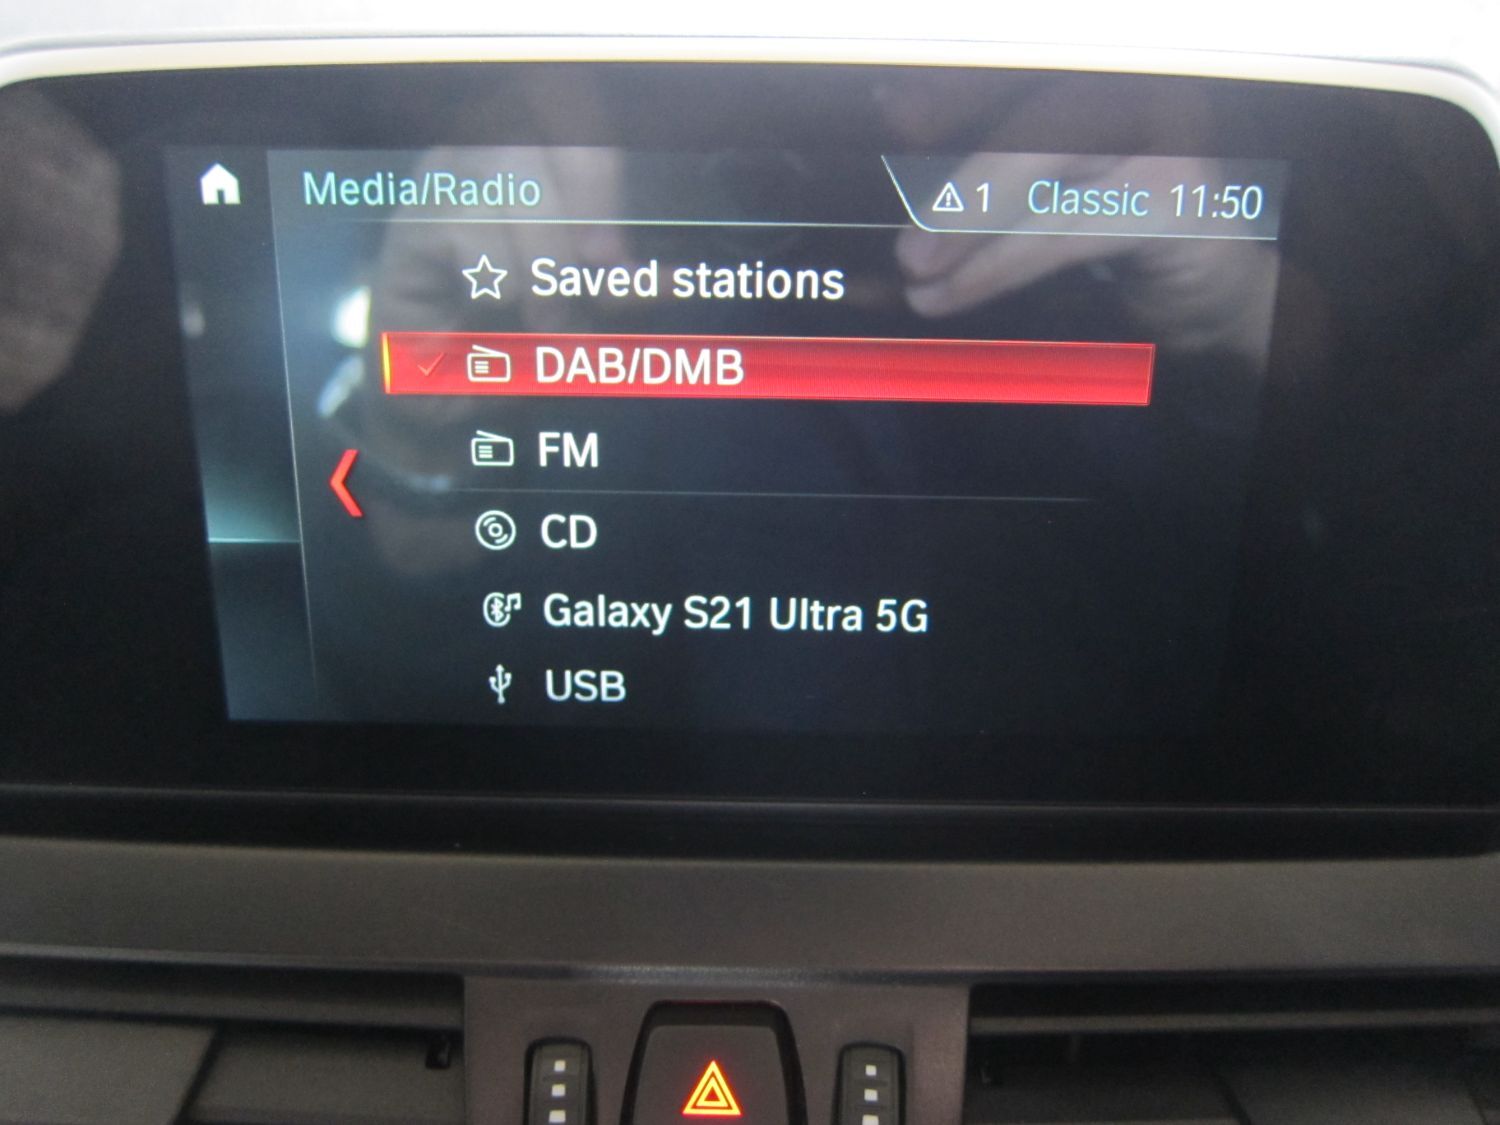 Media/Radio 1 Classic 11:50
Saved stations
DAB/DMB
FM
CD
Galaxy S21 Ultra 5G
USB